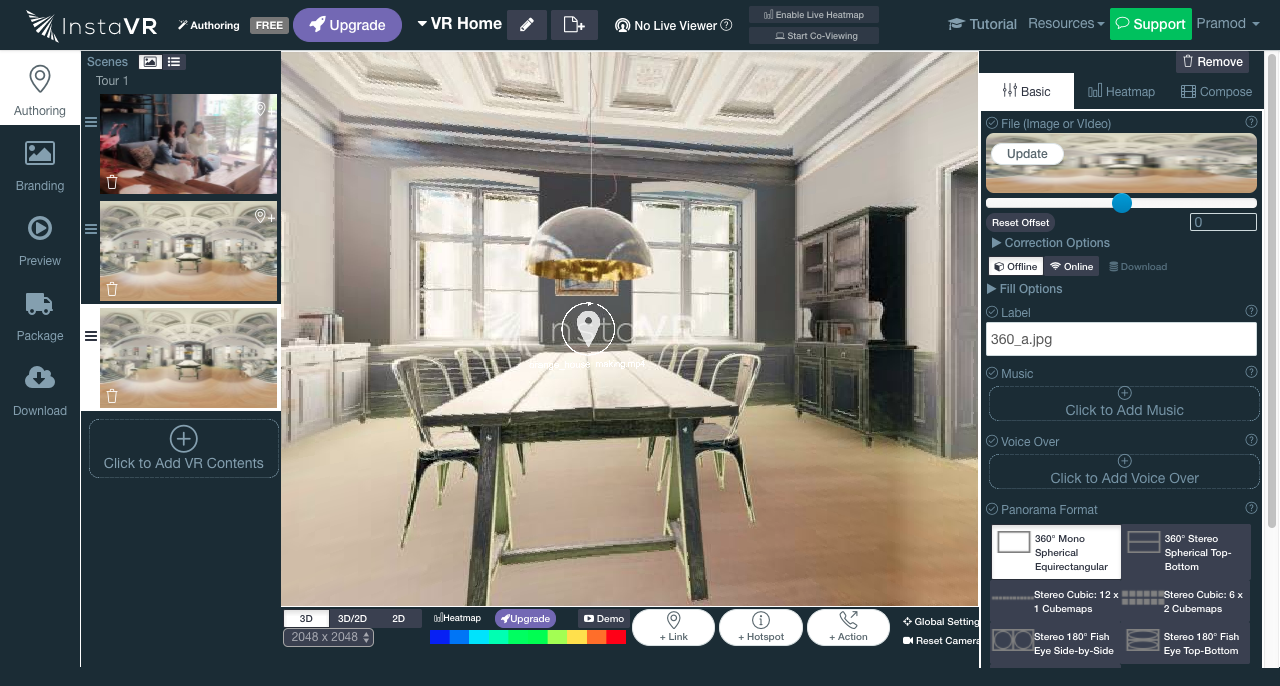 InstaVR
Authoring
FREE
Upgrade
VR Home
No Live Viewer
Enable Live Heatmap
Start Co-Viewing
Tutorial
Resources
Support
Pramod
Authoring
Branding
Preview
Package
Download
Scenes
Tour 1
Click to Add VR Contents
InstaVR
3D
3D/2D
2D
2048 x 2048
Heatmap
Upgrade
Demo
+ Link
+ Hotspot
+ Action
Global Setting
Reset Camera
Remove
Basic
Heatmap
Compose
File (Image or VIdeo)
Update
Reset Offset
0
Correction Options
Offline
Online
Download
Fill Options
Label
360_a.jpg
Music
Click to Add Music
Voice Over
Click to Add Voice Over
Panorama Format
360° Mono
Spherical
Equirectangular
360° Stereo
Spherical Top-
Bottom
Stereo Cubic: 12 x
1 Cubemaps
Stereo Cubic: 6 x
2 Cubemaps
Stereo 180° Fish
Eye Side-by-Side
Stereo 180° Fish
Eye Top-Bottom